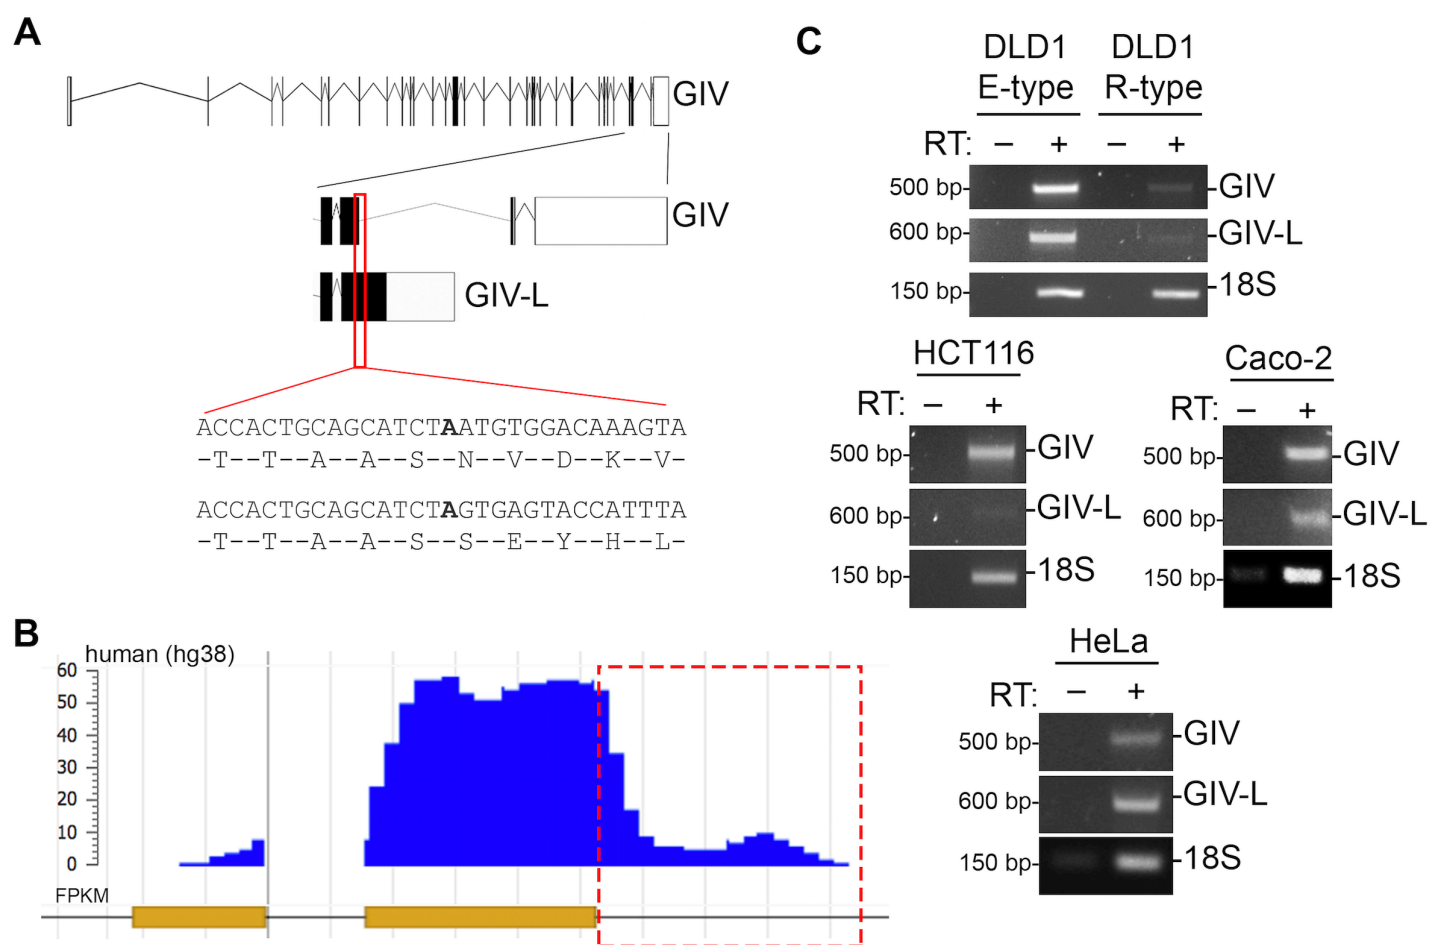 A
GIV
GIV
GIV-L
ACCACTGCAGCATCTAATGTGGACAAAGTA
-T--T--A--A--S--N--V--D--K--V-
ACCACTGCAGCATCTAGTGAGTACCATTTA
-T--T--A--A--S--S--E--Y--H--L-
B
human (hg38)
60
50
40
30
20
10
0
FPKM
C
DLD1 DLD1
E-type R-type
RT: – + – +
500 bp- -GIV
600 bp- -GIV-L
150 bp- -18S
HCT116
RT: – +
500 bp- -GIV
600 bp- -GIV-L
150 bp- -18S
Caco-2
RT: – +
500 bp- -GIV
600 bp- -GIV-L
150 bp- -18S
HeLa
RT: – +
500 bp- -GIV
600 bp- -GIV-L
150 bp- -18S